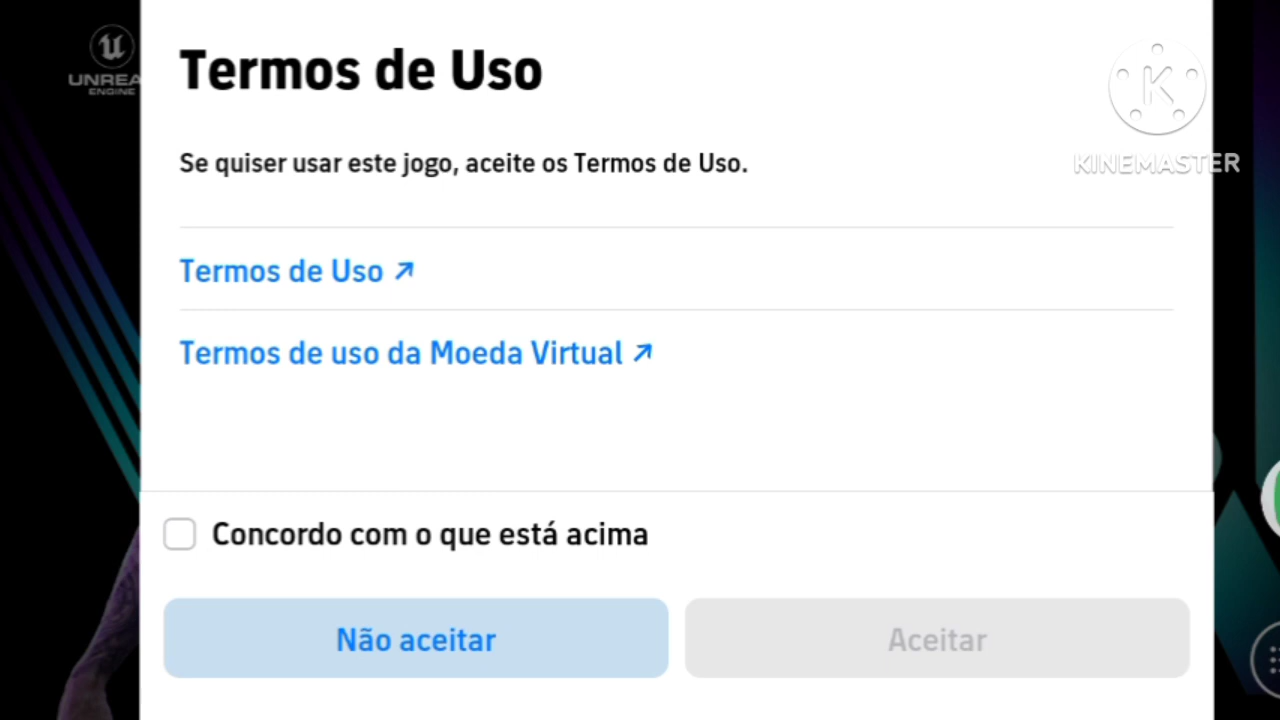 UNREA
ENGINE
Termos de Uso
KINEMASTER
Se quiser usar este jogo, aceite os Termos de Uso.
Termos de Uso
Termos de uso da Moeda Virtual
Concordo com o que está acima
Não aceitar
Aceitar